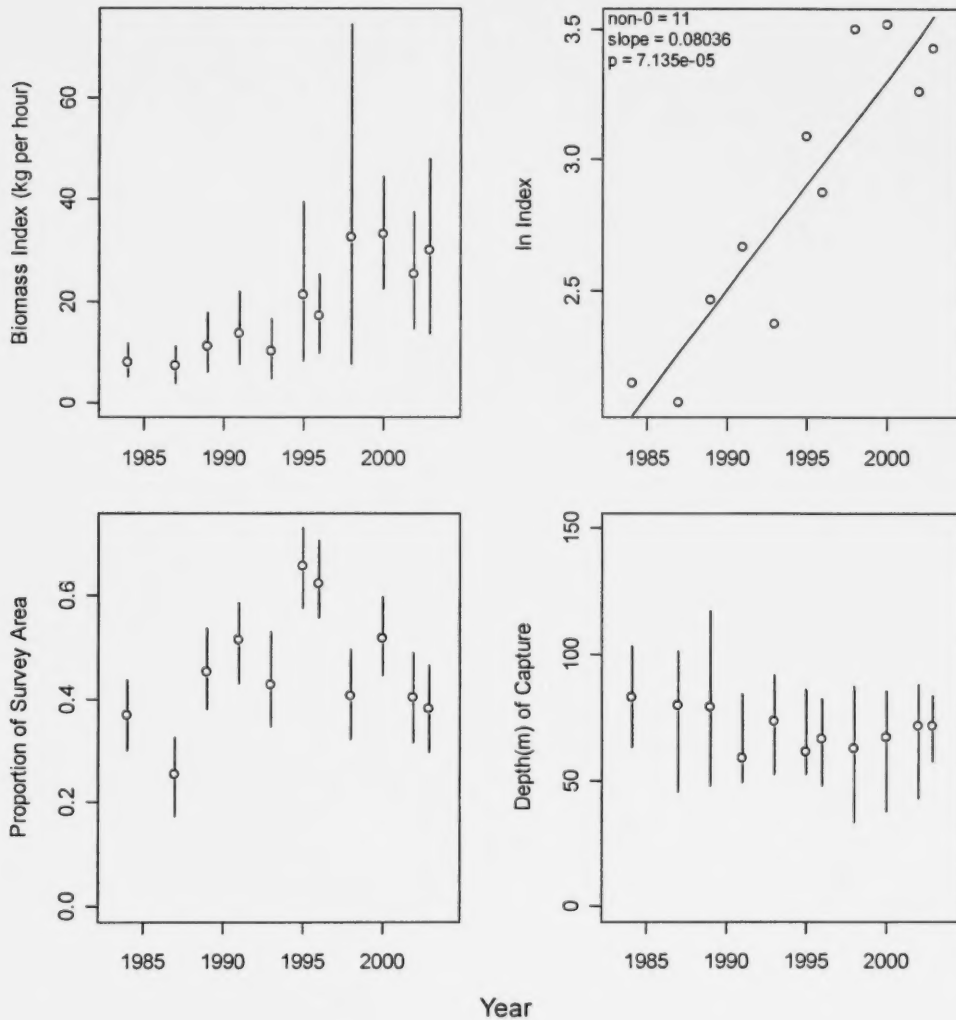 Biomass Index (kg per hour)
60
40
20
0
1985 1990 1995 2000
ln Index
3.5
3.0
2.5
non-0 = 11
slope = 0.08036
p = 7.135e-05
1985 1990 1995 2000
Proportion of Survey Area
0.6
0.4
0.2
0.0
1985 1990 1995 2000
Depth(m) of Capture
150
100
50
0
1985 1990 1995 2000
Year